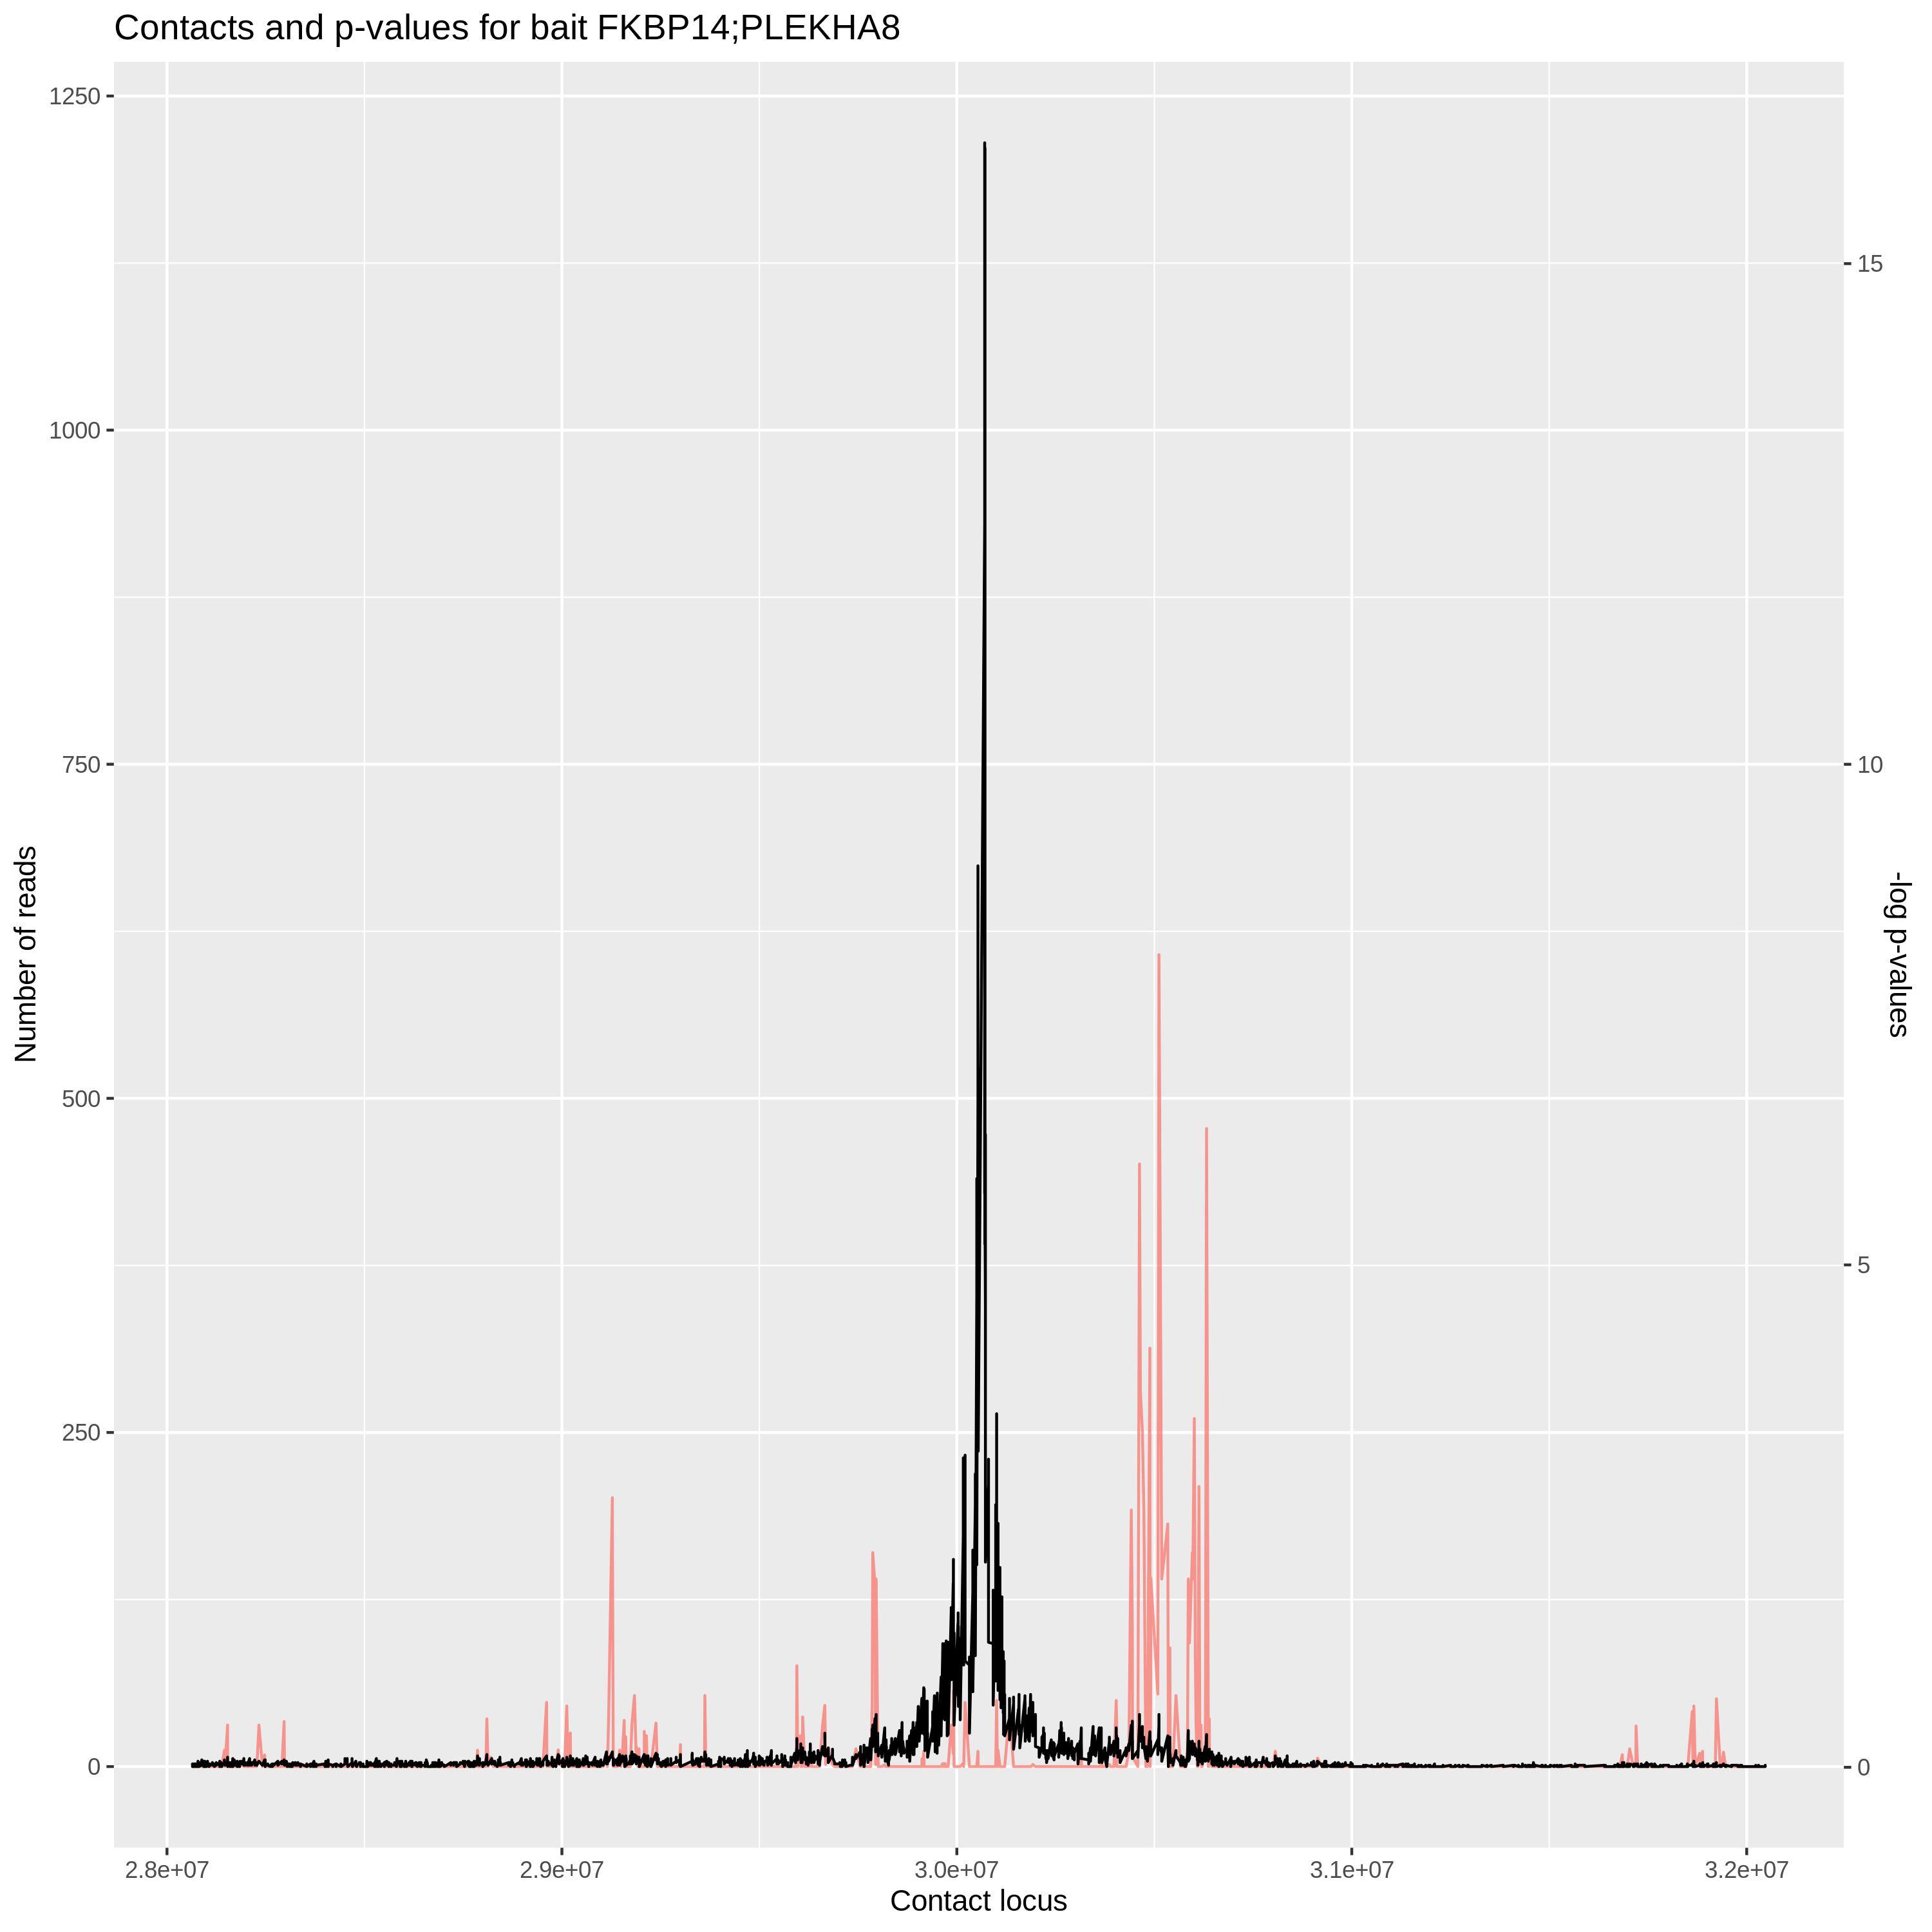 Contacts and p-values for bait FKBP14;PLEKHA8
1250
1000
750
500
250
0
Number of reads
15
10
5
0
-log p-values
2.8e+07
2.9e+07
3.0e+07
3.1e+07
3.2e+07
Contact locus